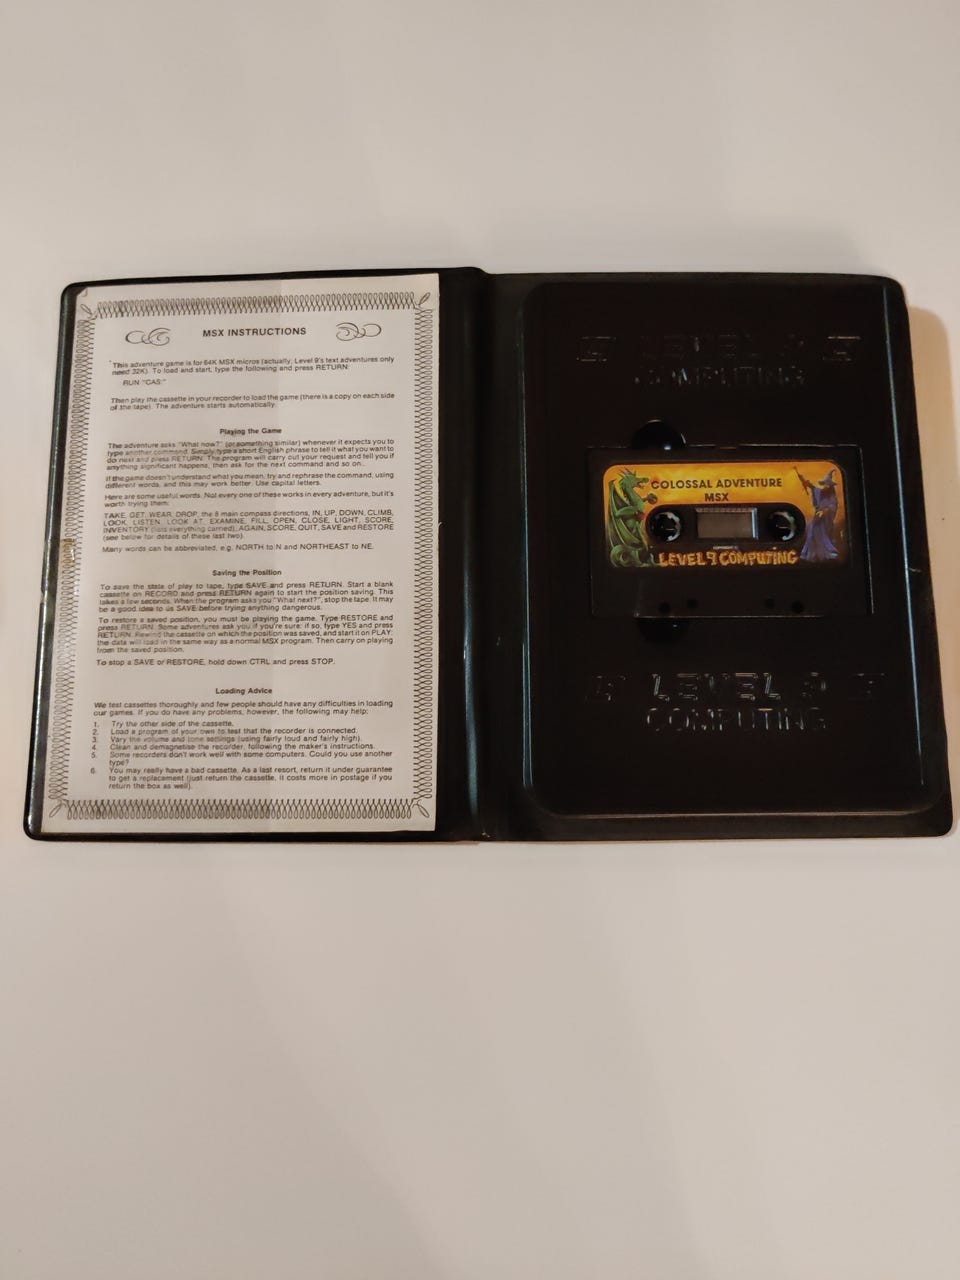 MSX INSTRUCTIONS
This adventure game is for 64K MSX micros (actually, Level 9's text adventures only
need 32K). To load and start, type the following and press RETURN:
RUN "CAS:"
Then play the cassette in your recorder to load the game (there is a copy on each side
of the tape). The adventure starts automatically.
Playing the Game
The adventure asks "What now?" (or something similar) whenever it expects you to
type another command. Simply type a short English phrase to tell it what you want to
do next and press RETURN. The program will carry out your request and tell you if
anything significant happens, then ask for the next command and so on.
If the game doesn't understand what you mean, try and rephrase the command, using
different words, and this may work better. Use capital letters.
Here are some useful words. Not every one of these works in every adventure, but it's
worth trying them:
TAKE, GET, WEAR, DROP, the 8 main compass directions, IN, UP, DOWN, CLIMB,
LOOK, LISTEN, LOOK AT, EXAMINE, FILL, OPEN, CLOSE, LIGHT, SCORE,
INVENTORY (lists everything carried), AGAIN, SCORE, QUIT, SAVE and RESTORE
(see below for details of these last two).
Many words can be abbreviated, e.g. NORTH to N and NORTHEAST to NE.
Saving the Position
To save the state of play to tape, type SAVE and press RETURN. Start a blank
cassette on RECORD and press RETURN again to start the position saving. This
takes a few seconds. When the program asks you "What next?", stop the tape. It may
be a good idea to us SAVE before trying anything dangerous.
To restore a saved position, you must be playing the game. Type RESTORE and
press RETURN. Some adventures ask you if you're sure: if so, type YES and press
RETURN. Rewind the cassette on which the position was saved, and start it on PLAY:
the data will load in the same way as a normal MSX program. Then carry on playing
from the saved position.
To stop a SAVE or RESTORE, hold down CTRL and press STOP.
Loading Advice
We test cassettes thoroughly and few people should have any difficulties in loading
our games. If you do have any problems, however, the following may help:
1. Try the other side of the cassette.
2. Load a program of your own to test that the recorder is connected.
3. Vary the volume and tone settings (using fairly loud and fairly high).
4. Clean and demagnetise the recorder, following the maker's instructions.
5. Some recorders don't work well with some computers. Could you use another
type?
6. You may really have a bad cassette. As a last resort, return it under guarantee
to get a replacement (just return the cassette, it costs more in postage if you
return the box as well).
LEVEL 9
COMPUTING
COLOSSAL ADVENTURE
MSX
LEVEL 9 COMPUTING
LEVEL 9
COMPUTING